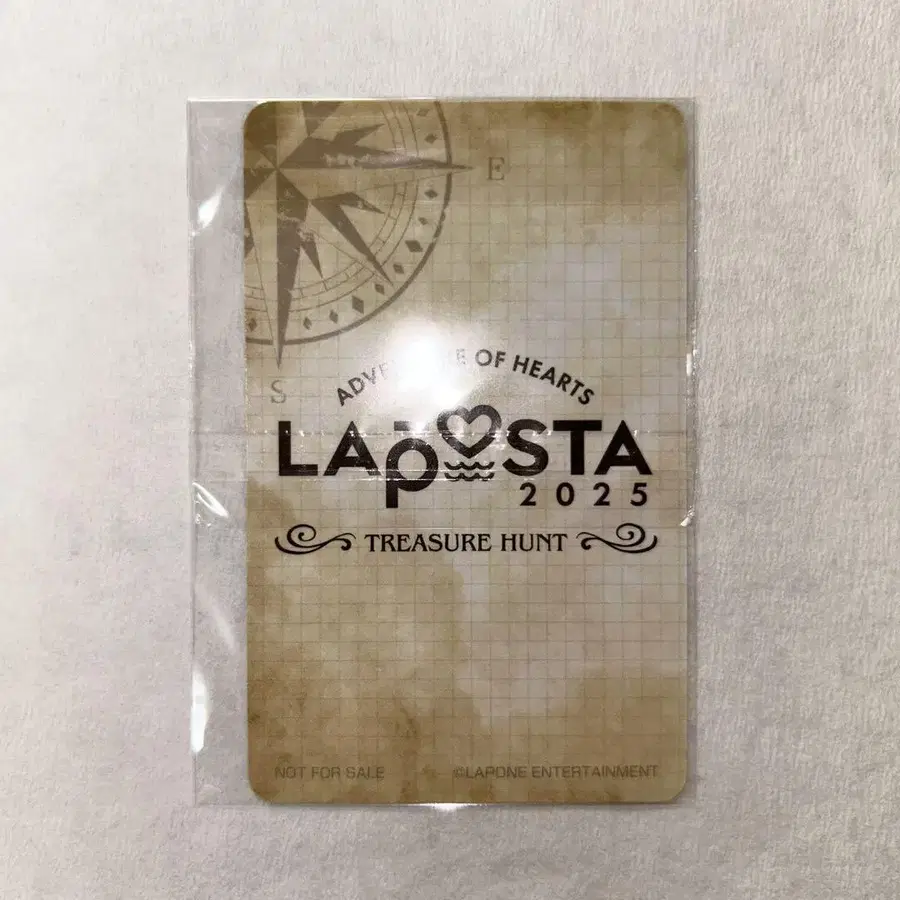 E
S
OF HEARTS
LAPOSTA
2025
TREASURE HUNT
NOT FOR SALE
©LAPONE ENTERTAINMENT